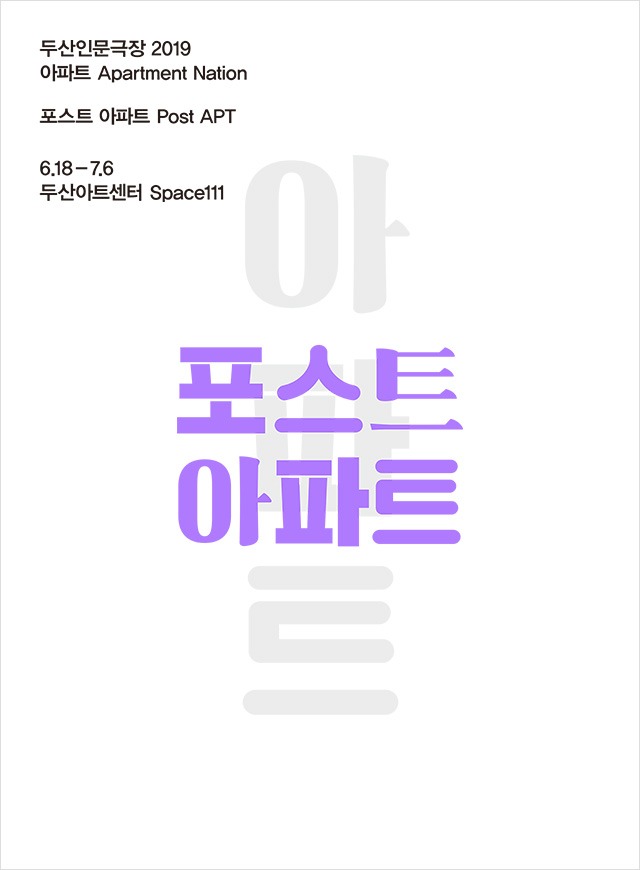 두산인문극장 2019
아파트 Apartment Nation
포스트 아파트 Post APT
6.18–7.6
두산아트센터 Space111
아
파
트
포스트
아파트